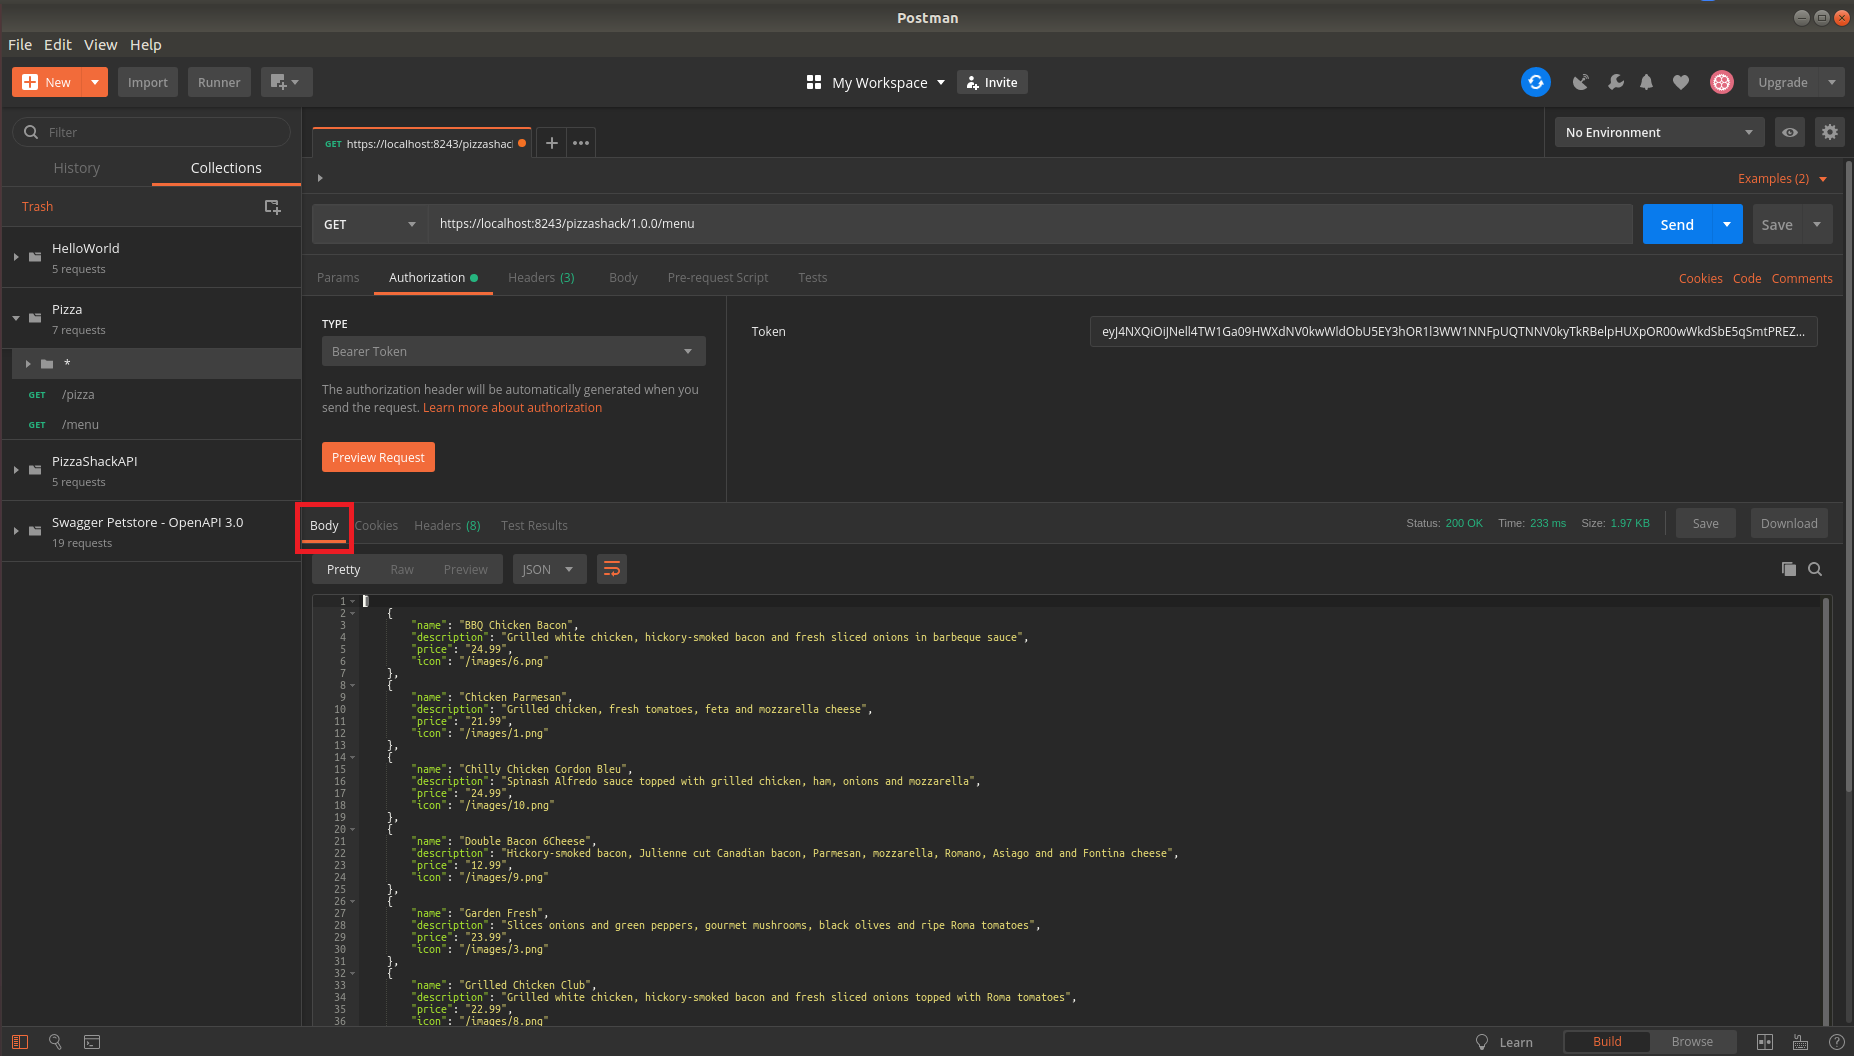 Postman
File Edit View Help
New Import Runner My Workspace Invite Upgrade
Filter
History Collections
Trash
HelloWorld
5 requests
Pizza
7 requests
*
GET /pizza
GET /menu
PizzaShackAPI
5 requests
Swagger Petstore - OpenAPI 3.0
19 requests
GET https://localhost:8243/pizzashac
No Environment
Examples (2)
GET https://localhost:8243/pizzashack/1.0.0/menu Send Save
Params Authorization Headers (3) Body Pre-request Script Tests Cookies Code Comments
TYPE
Bearer Token
The authorization header will be automatically generated when you
send the request. Learn more about authorization
Preview Request
Token
Body Cookies Headers (8) Test Results Status: 200 OK Time: 233 ms Size: 1.97 KB Save Download
Pretty Raw Preview JSON
1 [
2 {
3 "name": "BBQ Chicken Bacon",
4 "description": "Grilled white chicken, hickory-smoked bacon and fresh sliced onions in barbeque sauce",
5 "price": "24.99",
6 "icon": "/images/6.png"
7 },
8 {
9 "name": "Chicken Parmesan",
10 "description": "Grilled chicken, fresh tomatoes, feta and mozzarella cheese",
11 "price": "21.99",
12 "icon": "/images/1.png"
13 },
14 {
15 "name": "Chilly Chicken Cordon Bleu",
16 "description": "Spinash Alfredo sauce topped with grilled chicken, ham, onions and mozzarella",
17 "price": "24.99",
18 "icon": "/images/10.png"
19 },
20 {
21 "name": "Double Bacon 6Cheese",
22 "description": "Hickory-smoked bacon, Julienne cut Canadian bacon, Parmesan, mozzarella, Romano, Asiago and and Fontina cheese",
23 "price": "12.99",
24 "icon": "/images/9.png"
25 },
26 {
27 "name": "Garden Fresh",
28 "description": "Slices onions and green peppers, gourmet mushrooms, black olives and ripe Roma tomatoes",
29 "price": "23.99",
30 "icon": "/images/3.png"
31 },
32 {
33 "name": "Grilled Chicken Club",
34 "description": "Grilled white chicken, hickory-smoked bacon and fresh sliced onions topped with Roma tomatoes",
35 "price": "22.99",
36 "icon": "/images/8.png"
Learn Build Browse